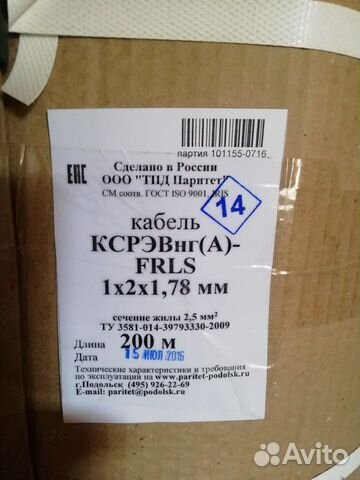 партия 101155-0716
ЕАС
Сделано в России
ООО "ТПД Паритет"
СМ соотв. ГОСТ ISO 9001, IRIS
14
кабель
КСРЭВнг(А)-
FRLS
1х2х1,78 мм
сечение жилы 2,5 мм²
ТУ 3581-014-39793330-2009
Длина 200 м
Дата 15 ИЮЛ 2016
Технические характеристики и требования
по эксплуатации на www.paritet-podolsk.ru
г.Подольск (495) 926-22-69
E-mail: paritet@podolsk.ru
Avito